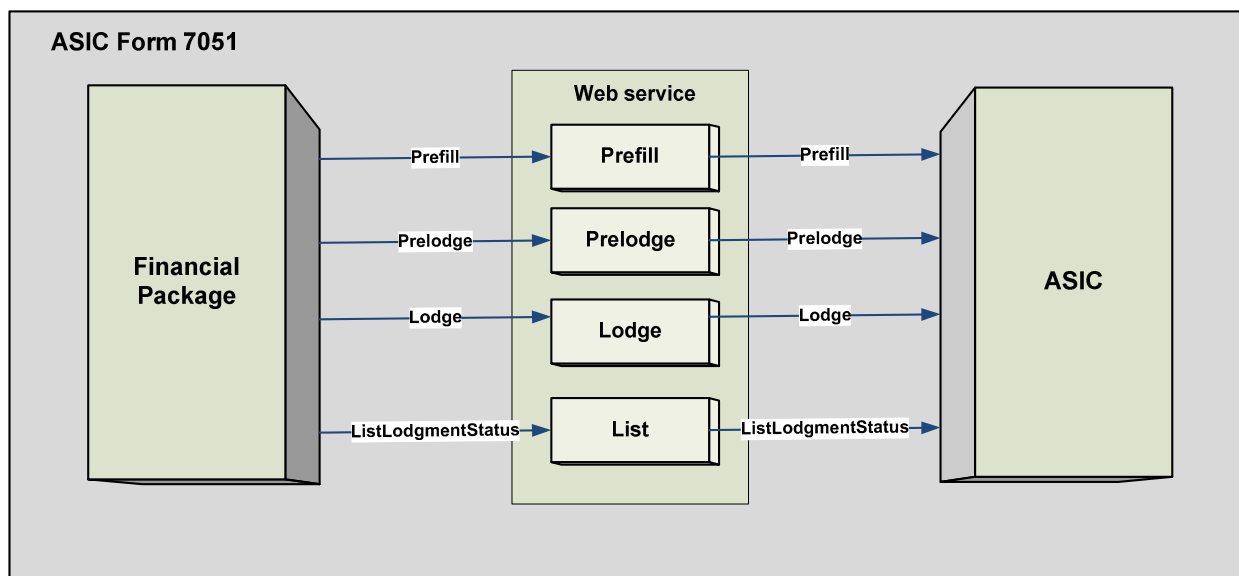 ASIC Form 7051
Web service
Financial
Package
Prefill
Prefill
Prefill
Prelodge
Prelodge
Prelodge
Lodge
Lodge
Lodge
ListLodgmentStatus
List
ListLodgmentStatus
ASIC